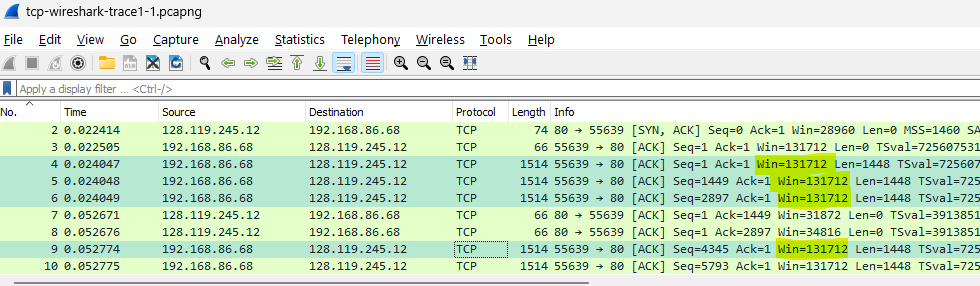 tcp-wireshark-trace1-1.pcapng
File Edit View Go Capture Analyze Statistics Telephony Wireless Tools Help
Apply a display filter ... <Ctrl-/>
No. Time Source Destination Protocol Length Info
2 0.022414 128.119.245.12 192.168.86.68 TCP 74 80 → 55639 [SYN, ACK] Seq=0 Ack=1 Win=28960 Len=0 MSS=1460 SA
3 0.022505 192.168.86.68 128.119.245.12 TCP 66 55639 → 80 [ACK] Seq=1 Ack=1 Win=131712 Len=0 TSval=725607531
4 0.024047 192.168.86.68 128.119.245.12 TCP 1514 55639 → 80 [ACK] Seq=1 Ack=1 Win=131712 Len=1448 TSval=725607
5 0.024048 192.168.86.68 128.119.245.12 TCP 1514 55639 → 80 [ACK] Seq=1449 Ack=1 Win=131712 Len=1448 TSval=725
6 0.024049 192.168.86.68 128.119.245.12 TCP 1514 55639 → 80 [ACK] Seq=2897 Ack=1 Win=131712 Len=1448 TSval=725
7 0.052671 128.119.245.12 192.168.86.68 TCP 66 80 → 55639 [ACK] Seq=1 Ack=1449 Win=31872 Len=0 TSval=3913851
8 0.052676 128.119.245.12 192.168.86.68 TCP 66 80 → 55639 [ACK] Seq=1 Ack=2897 Win=34816 Len=0 TSval=3913851
9 0.052774 192.168.86.68 128.119.245.12 TCP 1514 55639 → 80 [ACK] Seq=4345 Ack=1 Win=131712 Len=1448 TSval=725
10 0.052775 192.168.86.68 128.119.245.12 TCP 1514 55639 → 80 [ACK] Seq=5793 Ack=1 Win=131712 Len=1448 TSval=725